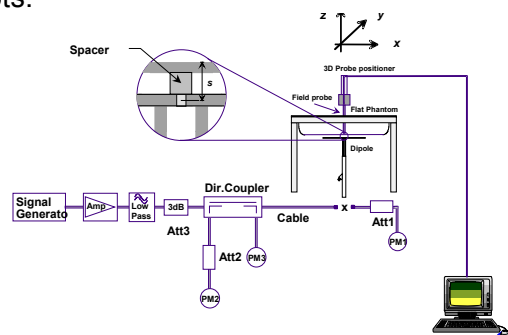 ots.
z
y
x
Spacer
s
3D Probe positioner
Field probe
Flat Phantom
Dipole
Signal
Generato
Amp
Low
Pass
3dB
Att3
Dir.Coupler
Cable
x
Att1
PM1
Att2
PM3
PM2